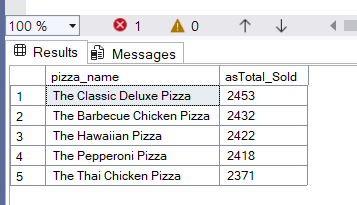 100 % 1 0
Results Messages
pizza_name asTotal_Sold
1 The Classic Deluxe Pizza 2453
2 The Barbecue Chicken Pizza 2432
3 The Hawaiian Pizza 2422
4 The Pepperoni Pizza 2418
5 The Thai Chicken Pizza 2371